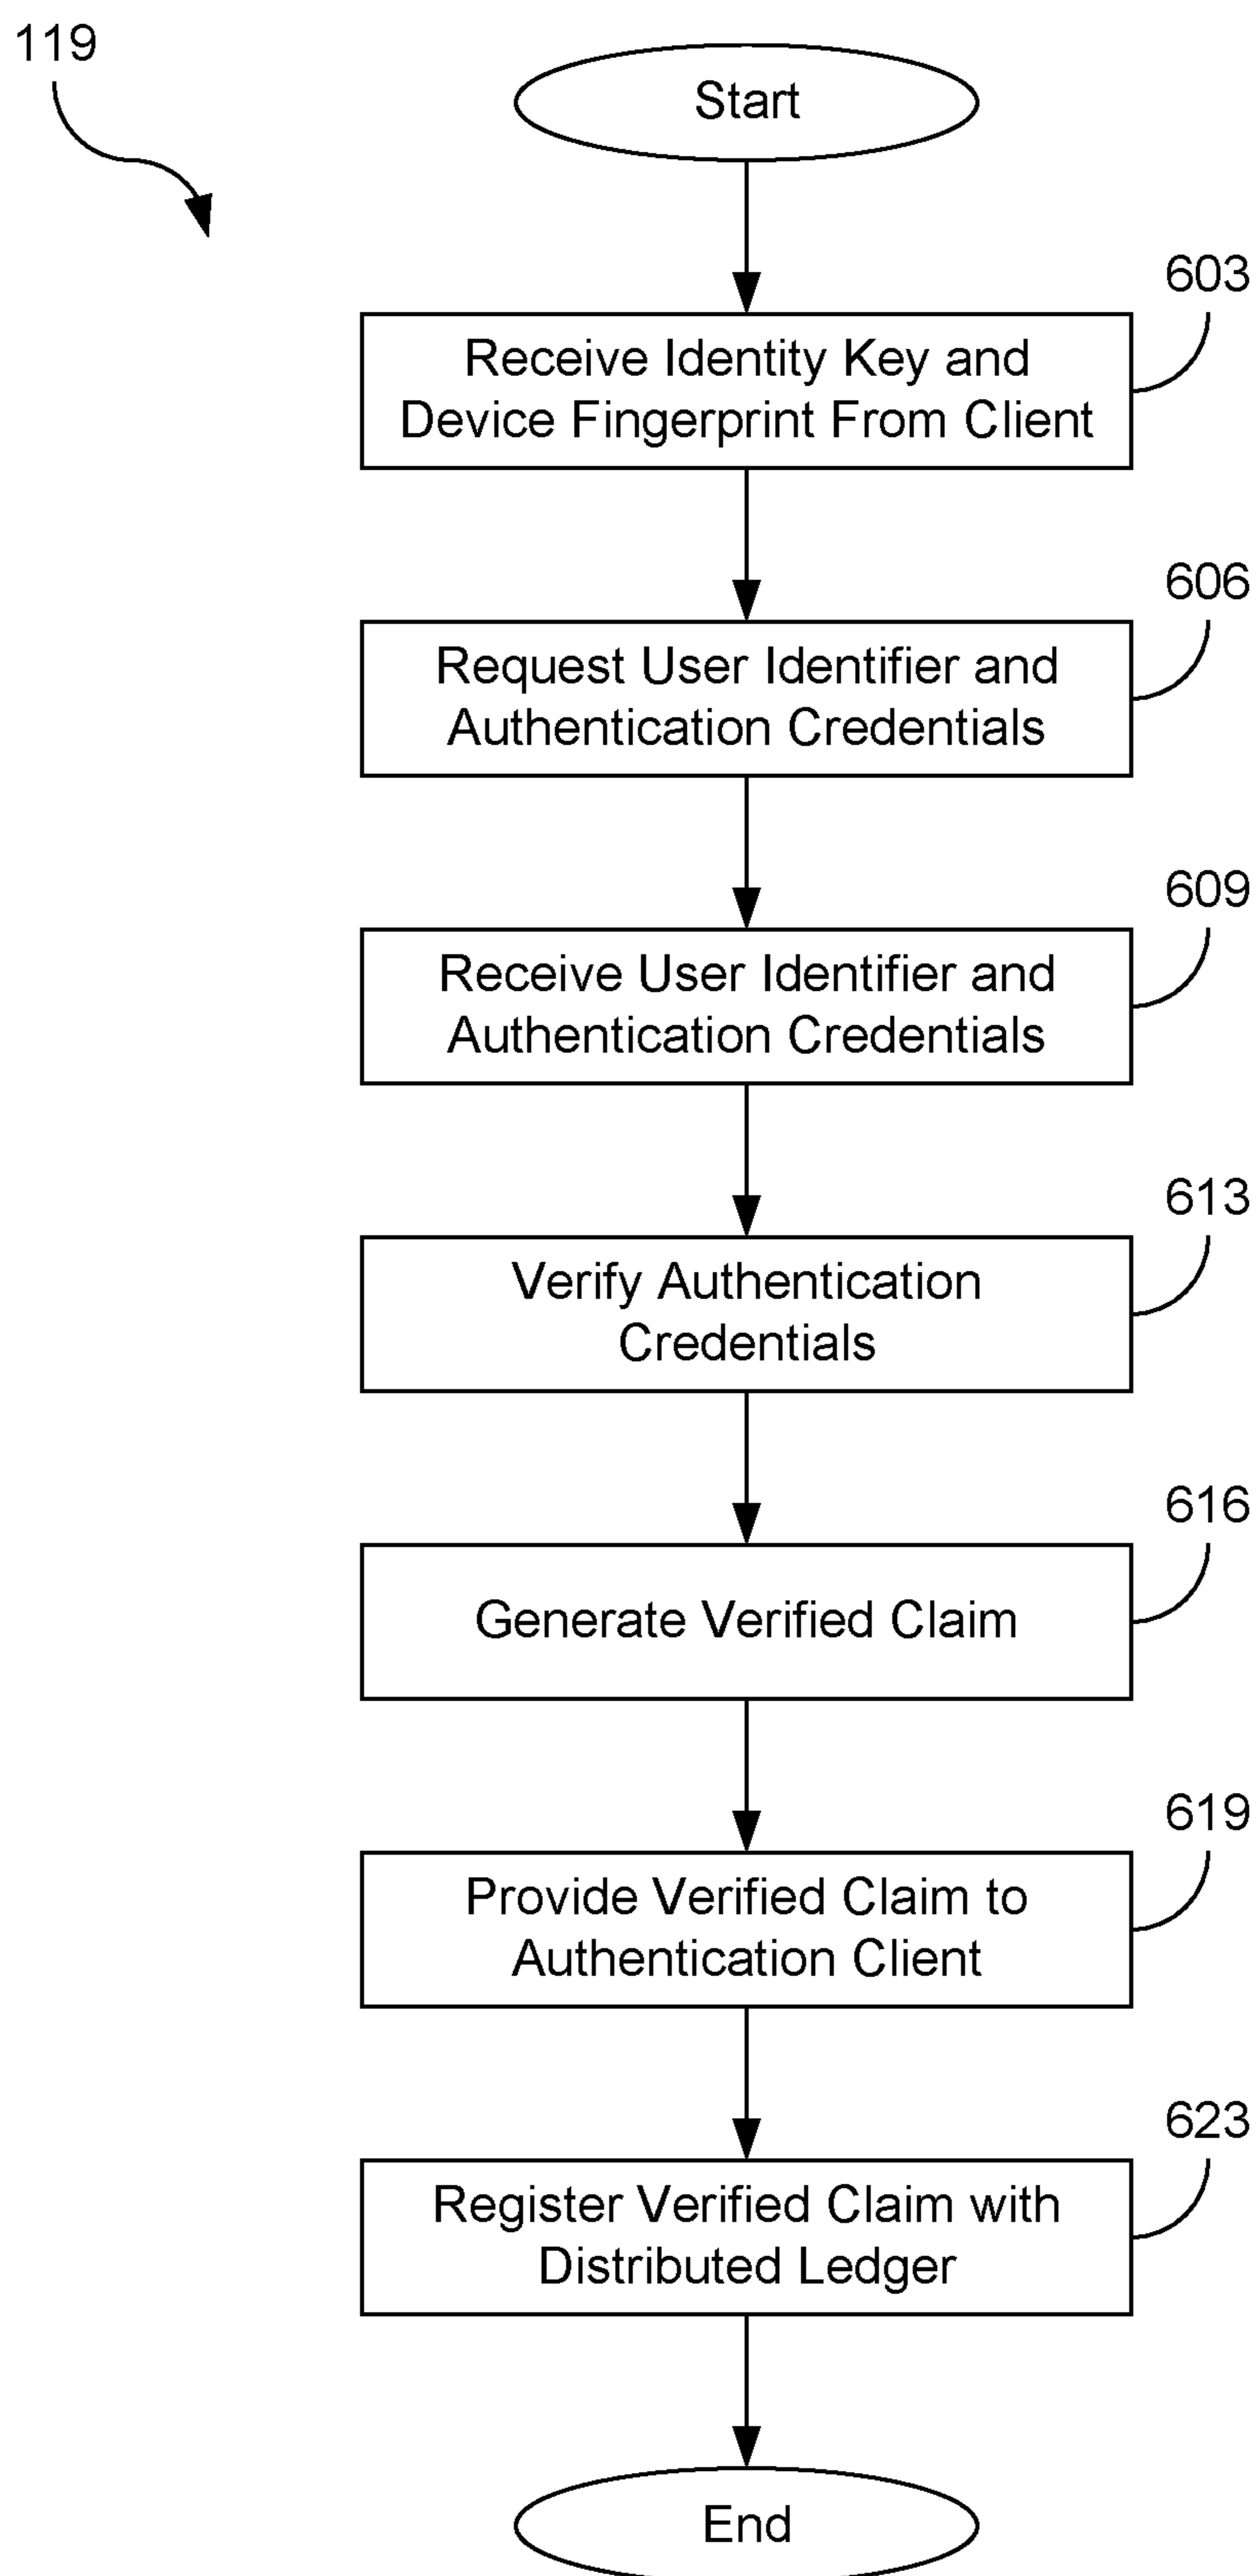 119
Start
603
Receive Identity Key and
Device Fingerprint From Client
606
Request User Identifier and
Authentication Credentials
609
Receive User Identifier and
Authentication Credentials
613
Verify Authentication
Credentials
616
Generate Verified Claim
619
Provide Verified Claim to
Authentication Client
623
Register Verified Claim with
Distributed Ledger
End